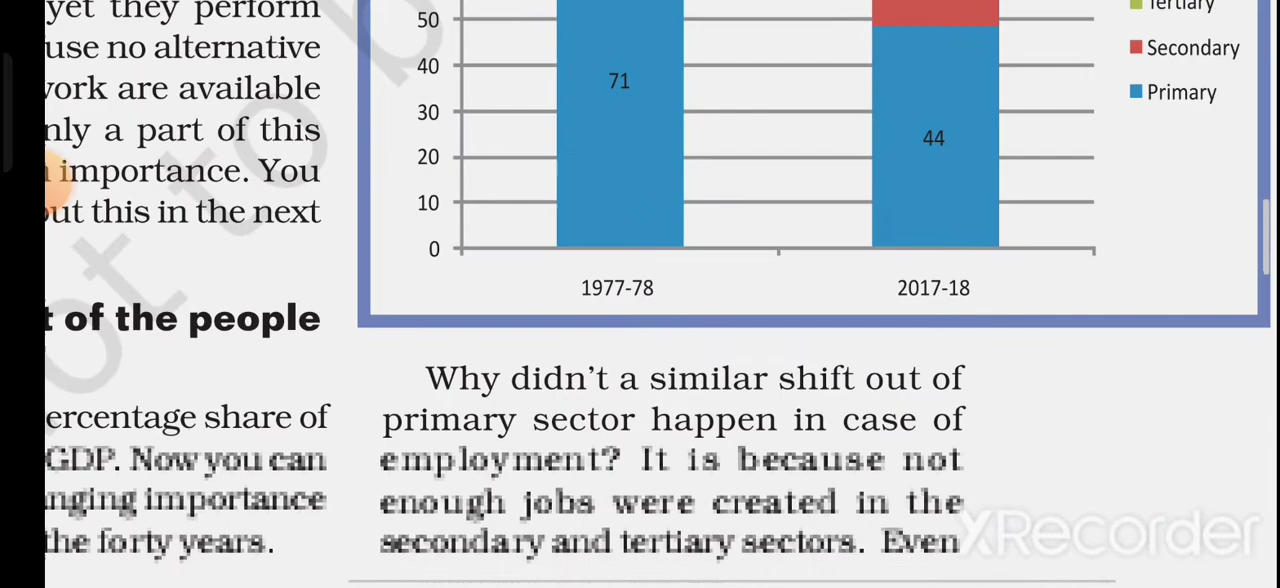 yet they perform
use no alternative
work are available
only a part of this
importance. You
out this in the next
t of the people
ercentage share of
GDP. Now you can
nging importance
the forty years.
50
40
30
20
10
0
71
44
1977-78
2017-18
Tertiary
Secondary
Primary
Why didn't a similar shift out of
primary sector happen in case of
employment? It is because not
enough jobs were created in the
secondary and tertiary sectors. Even
XRecorder